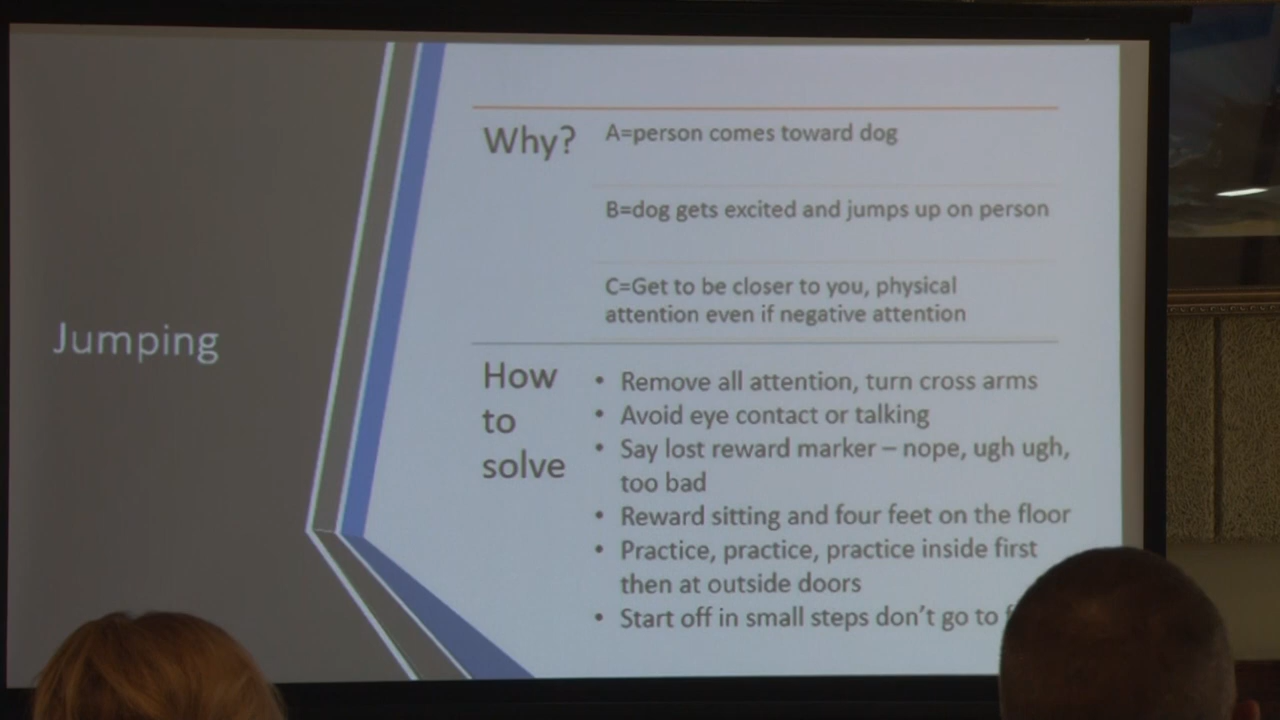 Jumping
Why?
A=person comes toward dog
B=dog gets excited and jumps up on person
C=Get to be closer to you, physical
attention even if negative attention
How
to
solve
• Remove all attention, turn cross arms
• Avoid eye contact or talking
• Say lost reward marker – nope, ugh ugh,
too bad
• Reward sitting and four feet on the floor
• Practice, practice, practice inside first
then at outside doors
• Start off in small steps don't go to